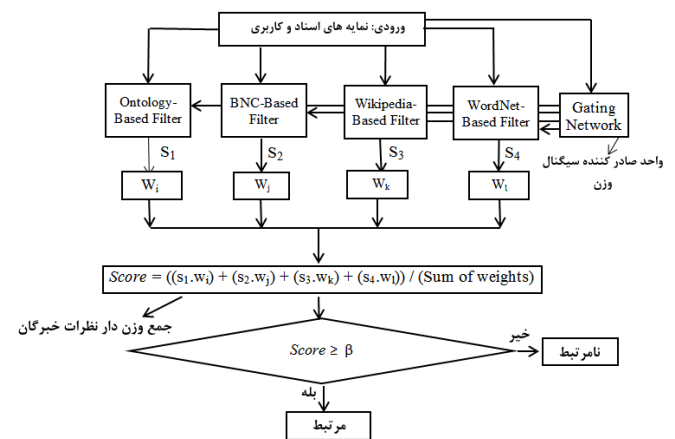 ورودی: نمایه های اسناد و کاربری
Ontology-
Based Filter
BNC-Based
Filter
Wikipedia-
Based-Filter
WordNet-
Based-Filter
Gating
Network
S1
S2
S3
S4
واحد صادر کننده سیگنال
وزن
Wi
Wj
Wk
Wl
Score = ((s1.wi) + (s2.wj) + (s3.wk) + (s4.wl)) / (Sum of weights)
جمع وزن دار نظرات خبرگان
Score ≥ β
خیر
نامرتبط
بله
مرتبط